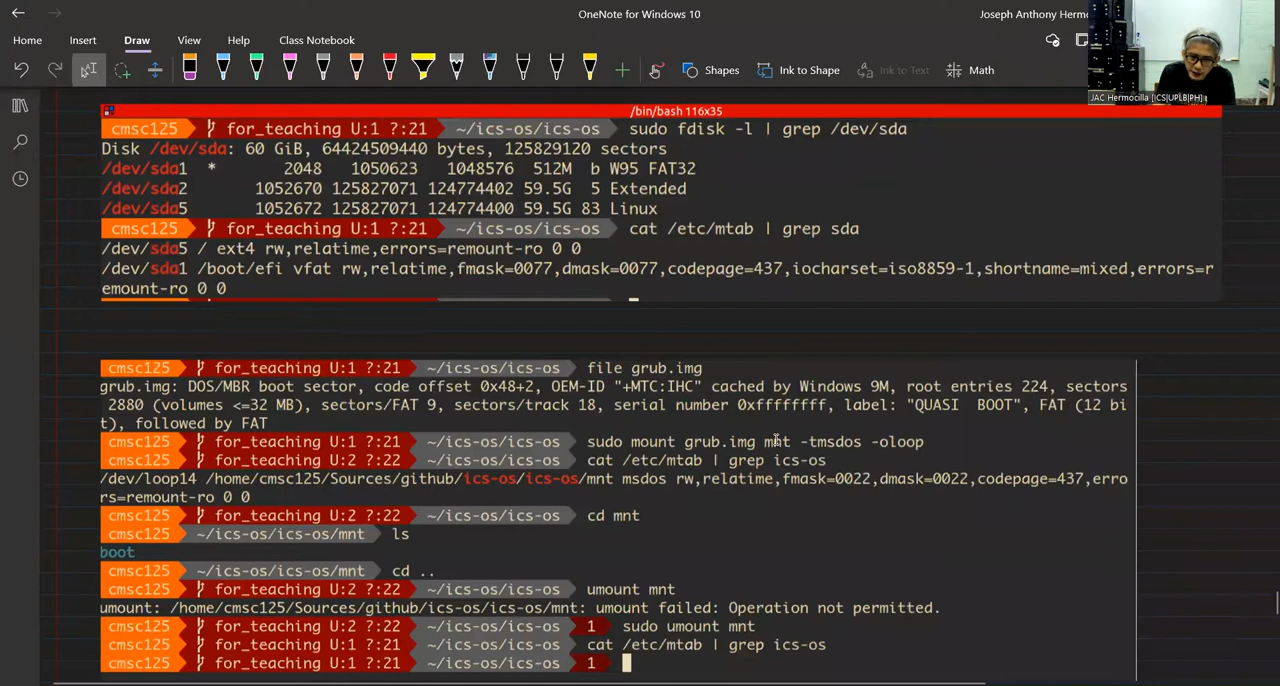 OneNote for Windows 10
Joseph Anthony Hermo
Home Insert Draw View Help Class Notebook
Shapes Ink to Shape Ink to Text Math
JAC Hermocilla [ICS|UPLB|PH]
/bin/bash 116x35
cmsc125 for_teaching U:1 ?:21 ~/ics-os/ics-os sudo fdisk -l | grep /dev/sda
Disk /dev/sda: 60 GiB, 64424509440 bytes, 125829120 sectors
/dev/sda1 * 2048 1050623 1048576 512M b W95 FAT32
/dev/sda2 1052670 125827071 124774402 59.5G 5 Extended
/dev/sda5 1052672 125827071 124774400 59.5G 83 Linux
cmsc125 for_teaching U:1 ?:21 ~/ics-os/ics-os cat /etc/mtab | grep sda
/dev/sda5 / ext4 rw,relatime,errors=remount-ro 0 0
/dev/sda1 /boot/efi vfat rw,relatime,fmask=0077,dmask=0077,codepage=437,iocharset=iso8859-1,shortname=mixed,errors=r
emount-ro 0 0
cmsc125 for_teaching U:1 ?:21 ~/ics-os/ics-os file grub.img
grub.img: DOS/MBR boot sector, code offset 0x48+2, OEM-ID "+MTC:IHC" cached by Windows 9M, root entries 224, sectors
2880 (volumes <=32 MB), sectors/FAT 9, sectors/track 18, serial number 0xffffffff, label: "QUASI BOOT", FAT (12 bi
t), followed by FAT
cmsc125 for_teaching U:1 ?:21 ~/ics-os/ics-os sudo mount grub.img mnt -tmsdos -oloop
cmsc125 for_teaching U:1 ?:21 ~/ics-os/ics-os cat /etc/mtab | grep ics-os
/dev/loop14 /home/cmsc125/Sources/github/ics-os/ics-os/mnt msdos rw,relatime,fmask=0022,dmask=0022,codepage=437,erro
rs=remount-ro 0 0
cmsc125 for_teaching U:2 ?:22 ~/ics-os/ics-os cd mnt
cmsc125 ~/ics-os/ics-os/mnt ls
boot
cmsc125 ~/ics-os/ics-os/mnt cd ..
cmsc125 for_teaching U:2 ?:22 ~/ics-os/ics-os umount mnt
umount: /home/cmsc125/Sources/github/ics-os/ics-os/mnt: umount failed: Operation not permitted.
cmsc125 for_teaching U:2 ?:22 ~/ics-os/ics-os 1 sudo umount mnt
cmsc125 for_teaching U:1 ?:21 ~/ics-os/ics-os cat /etc/mtab | grep ics-os
cmsc125 for_teaching U:1 ?:21 ~/ics-os/ics-os 1